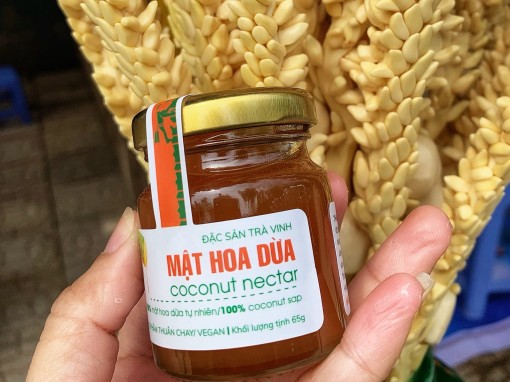 ĐẶC SẢN TRÀ VINH
MẬT HOA DỪA
coconut nectar
mật hoa dừa tự nhiên/100% coconut sap
THUẦN CHAY/ VEGAN | Khối lượng tịnh 65g